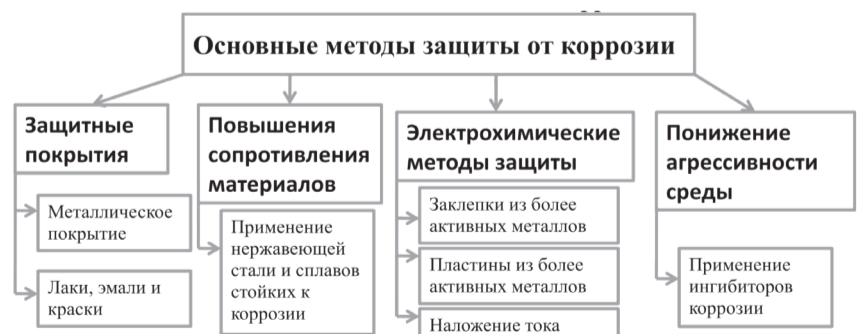 Основные методы защиты от коррозии
Защитные
покрытия
Металлическое
покрытие
Лаки, эмали и
краски
Повышения
сопротивления
материалов
Применение
нержавеющей
стали и сплавов
стойких к
коррозии
Электрохимические
методы защиты
Заклепки из более
активных металлов
Пластины из более
активных металлов
Наложение тока
Понижение
агрессивности
среды
Применение
ингибиторов
коррозии